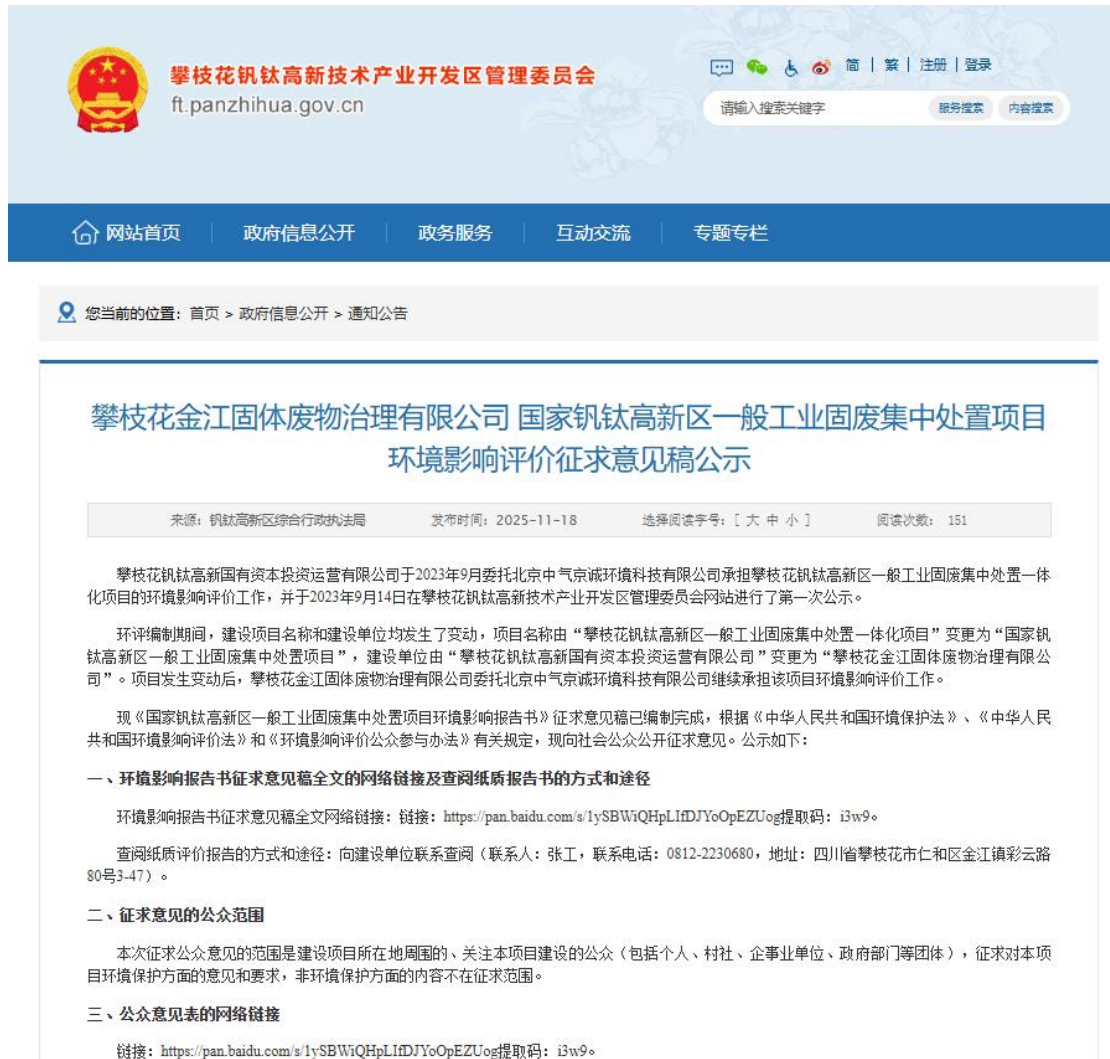 攀枝花钒钛高新技术产业开发区管理委员会
ft.panzhihua.gov.cn
简 | 繁 | 注册 | 登录
请输入搜索关键字 服务搜索 内容搜索
网站首页 政府信息公开 政务服务 互动交流 专题专栏
您当前的位置：首页 > 政府信息公开 > 通知公告
攀枝花金江固体废物治理有限公司 国家钒钛高新区一般工业固废集中处置项目
环境影响评价征求意见稿公示
来源：钒钛高新区综合行政执法局 发布时间：2025-11-18 选择阅读字号：[ 大 中 小 ] 阅读次数： 151
攀枝花钒钛高新国有资本投资运营有限公司于2023年9月委托北京中气京诚环境科技有限公司承担攀枝花钒钛高新区一般工业固废集中处置一体
化项目的环境影响评价工作，并于2023年9月14日在攀枝花钒钛高新技术产业开发区管理委员会网站进行了第一次公示。
环评编制期间，建设项目名称和建设单位均发生了变动，项目名称由“攀枝花钒钛高新区一般工业固废集中处置一体化项目”变更为“国家钒
钛高新区一般工业固废集中处置项目”，建设单位由“攀枝花钒钛高新国有资本投资运营有限公司”变更为“攀枝花金江固体废物治理有限公
司”。项目发生变动后，攀枝花金江固体废物治理有限公司委托北京中气京诚环境科技有限公司继续承担该项目环境影响评价工作。
现《国家钒钛高新区一般工业固废集中处置项目环境影响报告书》征求意见稿已编制完成，根据《中华人民共和国环境保护法》、《中华人民
共和国环境影响评价法》和《环境影响评价公众参与办法》有关规定，现向社会公众公开征求意见。公示如下：
一、环境影响报告书征求意见稿全文的网络链接及查阅纸质报告书的方式和途径
环境影响报告书征求意见稿全文网络链接：链接：https://pan.baidu.com/s/1ySBWiQHpLIfDJYoOpEZUog提取码：i3w9。
查阅纸质评价报告的方式和途径：向建设单位联系查阅（联系人：张工，联系电话：0812-2230680，地址：四川省攀枝花市仁和区金江镇彩云路
80号3-47）。
二、征求意见的公众范围
本次征求公众意见的范围是建设项目所在地周围的、关注本项目建设的公众（包括个人、村社、企事业单位、政府部门等团体），征求对本项
目环境保护方面的意见和要求，非环境保护方面的内容不在征求范围。
三、公众意见表的网络链接
链接：https://pan.baidu.com/s/1ySBWiQHpLIfDJYoOpEZUog提取码：i3w9。